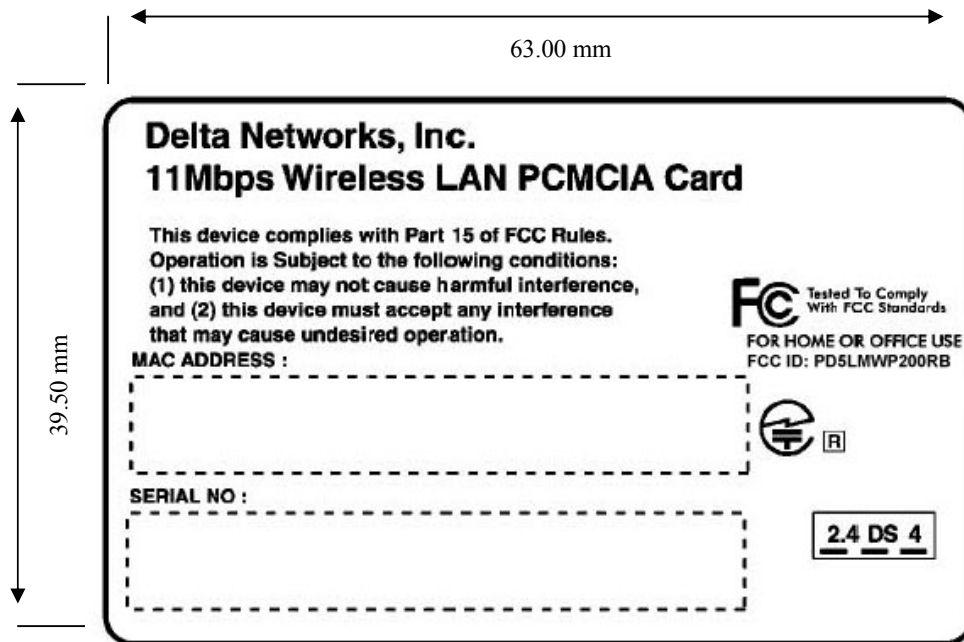 63.00 mm
39.50 mm
Delta Networks, Inc.
11Mbps Wireless LAN PCMCIA Card
This device complies with Part 15 of FCC Rules.
Operation is Subject to the following conditions:
(1) this device may not cause harmful interference,
and (2) this device must accept any interference
that may cause undesired operation.
FC Tested To Comply
With FCC Standards
FOR HOME OR OFFICE USE
FCC ID: PD5LMWP200RB
MAC ADDRESS :
R
SERIAL NO :
2.4 DS 4